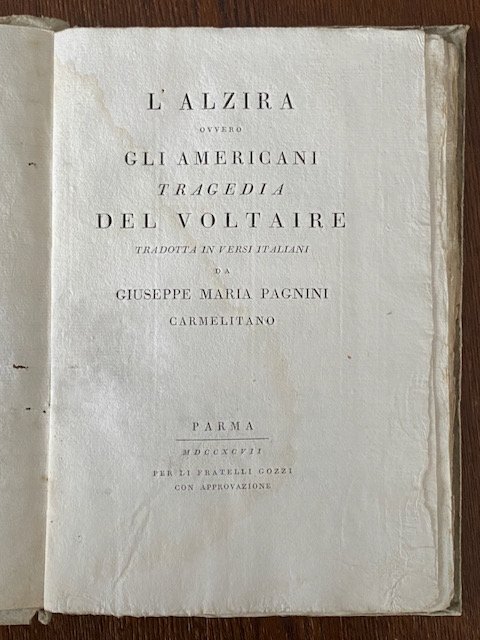 L'ALZIRA
OVVERO
GLI AMERICANI
TRAGEDIA
DEL VOLTAIRE
TRADOTTA IN VERSI ITALIANI
DA
GIUSEPPE MARIA PAGNINI
CARMELITANO
PARMA
MDCCXCVII
PER LI FRATELLI GOZZI
CON APPROVAZIONE